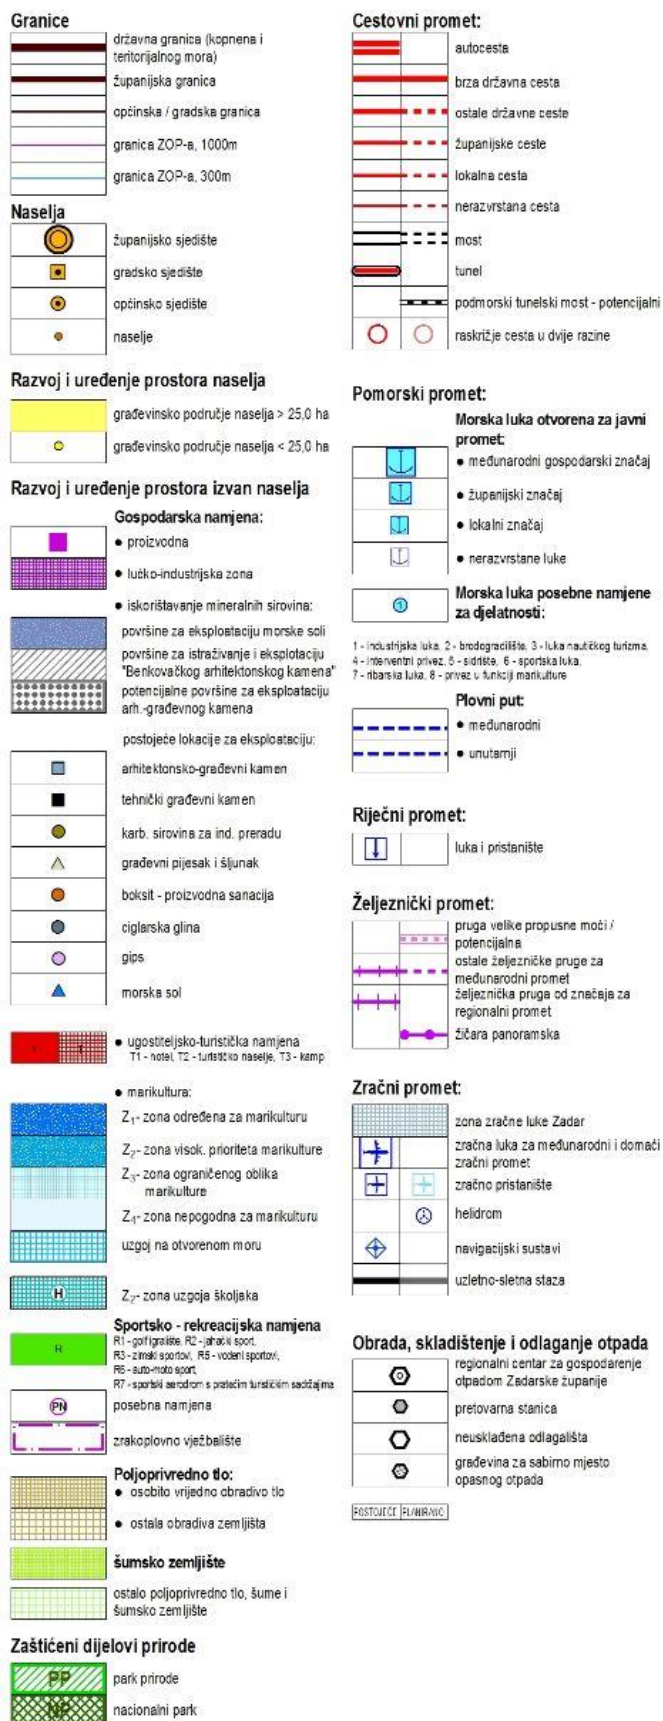 Granice
državna granica (kopnena i
teritorijalnog mora)
županijska granica
općinska / gradska granica
granica ZOP-a, 1000m
granica ZOP-a, 300m
Naselja
županijsko sjedište
gradsko sjedište
općinsko sjedište
naselje
Razvoj i uređenje prostora naselja
građevinsko područje naselja > 25,0 ha
građevinsko područje naselja < 25,0 ha
Razvoj i uređenje prostora izvan naselja
Gospodarska namjena:
● proizvodna
● lučko-industrijska zona
● iskorištavanje mineralnih sirovina:
površine za eksploataciju morske soli
površine za istraživanje i eksplotaciju
"Benkovačkog arhitektonskog kamena"
potencijalne površine za eksploataciju
arh.-građevnog kamena
postojeće lokacije za eksploataciju:
arhitektonsko-građevni kamen
tehnički građevni kamen
karb. sirovina za ind. preradu
građevni pijesak i šljunak
boksit - proizvodna sanacija
ciglarska glina
gips
morska sol
● ugostiteljsko-turistička namjena
T1 - hotel, T2 - turističko naselje, T3 - kamp
● marikultura:
Z1- zona određena za marikulturu
Z2- zona visok. prioriteta marikulture
Z3- zona ograničenog oblika
marikulture
Z4- zona nepogodna za marikulturu
uzgoj na otvorenom moru
H
Z2- zona uzgoja školjaka
Sportsko - rekreacijska namjena
R
R1 - golf igralište, R2 - jahački sport,
R3 - zimski sportovi, R5 - vodeni sportovi,
R6 - auto-moto sport,
R7 - sportski aerodrom s pratećim turističkim sadržajima
PN
posebna namjena
zrakoplovno vježbalište
Poljoprivredno tlo:
● osobito vrijedno obradivo tlo
● ostala obradiva zemljišta
šumsko zemljište
ostalo poljoprivredno tlo, šume i
šumsko zemljište
Zaštićeni dijelovi prirode
PP
park prirode
NP
nacionalni park
Cestovni promet:
autocesta
brza državna cesta
ostale državne ceste
županijske ceste
lokalna cesta
nerazvrstana cesta
most
tunel
podmorski tunelski most - potencijalni
raskrižje cesta u dvije razine
Pomorski promet:
Morska luka otvorena za javni
promet:
● međunarodni gospodarski značaj
● županijski značaj
● lokalni značaj
● nerazvrstane luke
1
Morska luka posebne namjene
za djelatnosti:
1 - industrijska luka, 2 - brodogradilište, 3 - luka nautičkog turizma,
4 - interventni privez, 5 - sidrište, 6 - sportska luka,
7 - ribarska luka, 8 - privez u funkciji marikulture
Plovni put:
● međunarodni
● unutarnji
Riječni promet:
luka i pristanište
Željeznički promet:
pruga velike propusne moći /
potencijalna
ostale željezničke pruge za
međunarodni promet
željeznička pruga od značaja za
regionalni promet
žičara panoramska
Zračni promet:
zona zračne luke Zadar
zračna luka za međunarodni i domaći
zračni promet
zračno pristanište
helidrom
navigacijski sustavi
uzletno-sletna staza
Obrada, skladištenje i odlaganje otpada
regionalni centar za gospodarenje
otpadom Zadarske županije
pretovarna stanica
neusklađena odlagališta
građevina za sabirno mjesto
opasnog otpada
POSTOJEĆE PLANIRANO